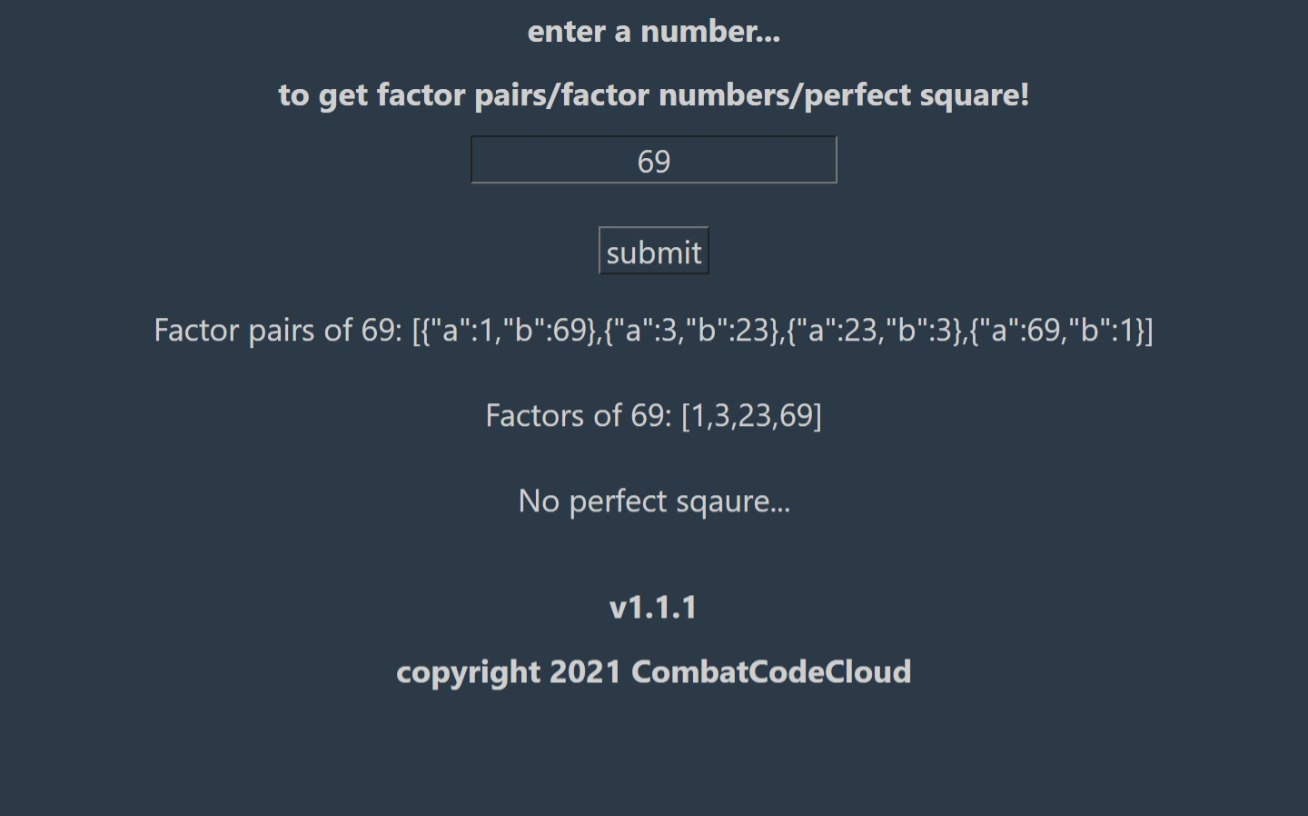 enter a number...
to get factor pairs/factor numbers/perfect square!
69
submit
Factor pairs of 69: [{"a":1,"b":69},{"a":3,"b":23},{"a":23,"b":3},{"a":69,"b":1}]
Factors of 69: [1,3,23,69]
No perfect sqaure...
v1.1.1
copyright 2021 CombatCodeCloud